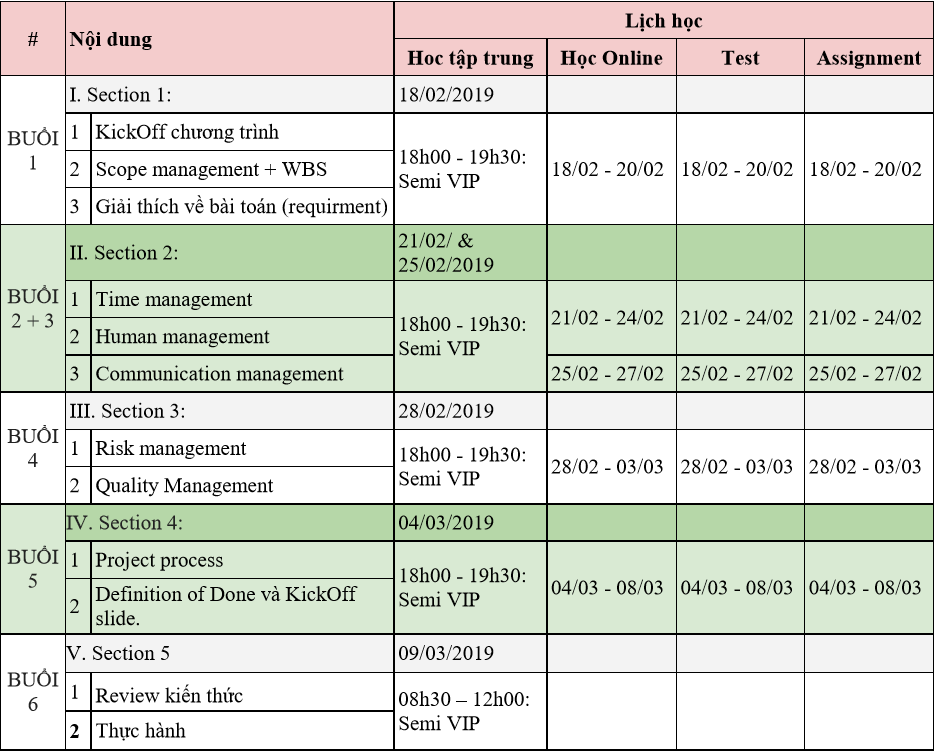 # Nội dung Lịch học
Hoc tập trung Học Online Test Assignment
BUỔI 1
I. Section 1: 18/02/2019
1 KickOff chương trình
2 Scope management + WBS
3 Giải thích về bài toán (requirment)
18h00 - 19h30:
Semi VIP
18/02 - 20/02 18/02 - 20/02 18/02 - 20/02
BUỔI
2 + 3
II. Section 2:
21/02/ &
25/02/2019
1 Time management
2 Human management
3 Communication management
18h00 - 19h30:
Semi VIP
21/02 - 24/02 21/02 - 24/02 21/02 - 24/02
25/02 - 27/02 25/02 - 27/02 25/02 - 27/02
BUỔI
4
III. Section 3: 28/02/2019
1 Risk management
2 Quality Management
18h00 - 19h30:
Semi VIP
28/02 - 03/03 28/02 - 03/03 28/02 - 03/03
BUỔI
5
IV. Section 4: 04/03/2019
1 Project process
2 Definition of Done và KickOff
slide.
18h00 - 19h30:
Semi VIP
04/03 - 08/03 04/03 - 08/03 04/03 - 08/03
BUỔI
6
V. Section 5 09/03/2019
1 Review kiến thức
2 Thực hành
08h30 – 12h00:
Semi VIP